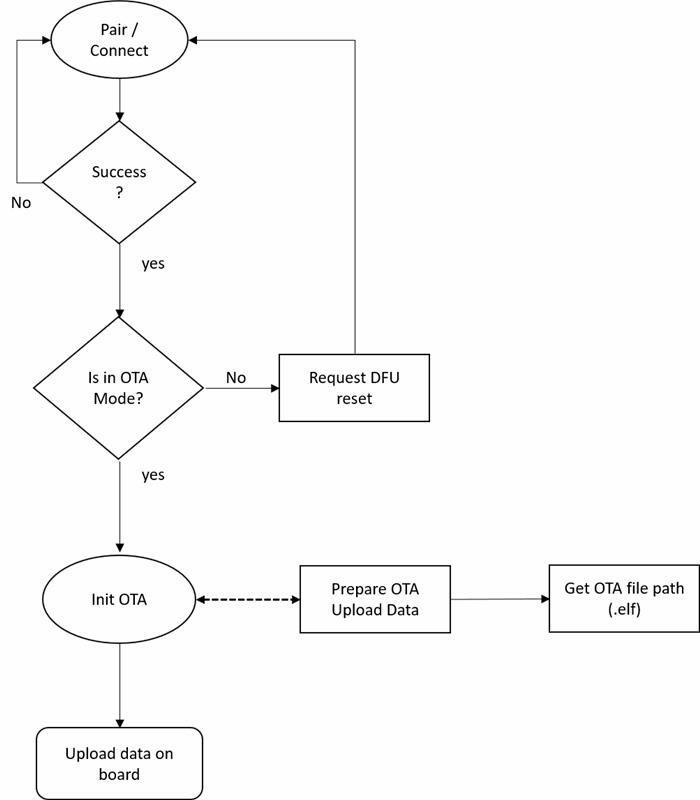 Pair /
Connect
Success
?
No
yes
Is in OTA
Mode?
No
Request DFU
reset
yes
Init OTA
Prepare OTA
Upload Data
Get OTA file path
(.elf)
Upload data on
board